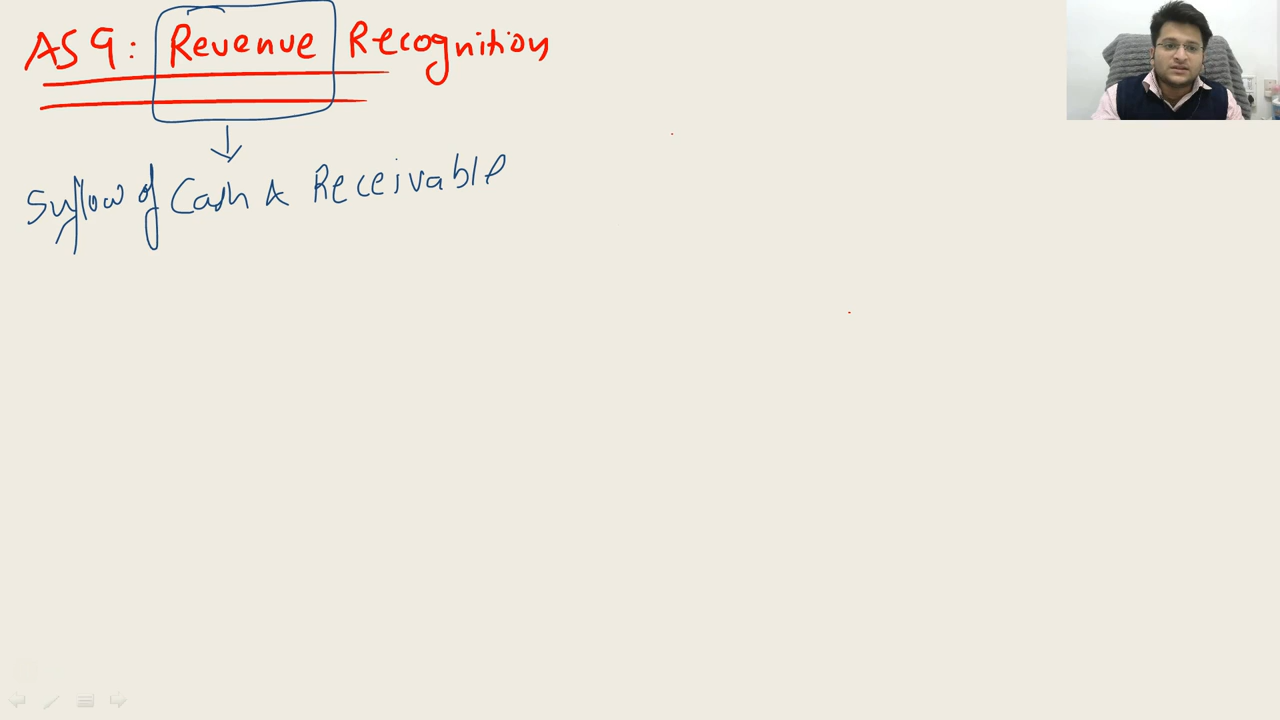 AS 9: Revenue Recognition
Inflow of Cash & Receivable